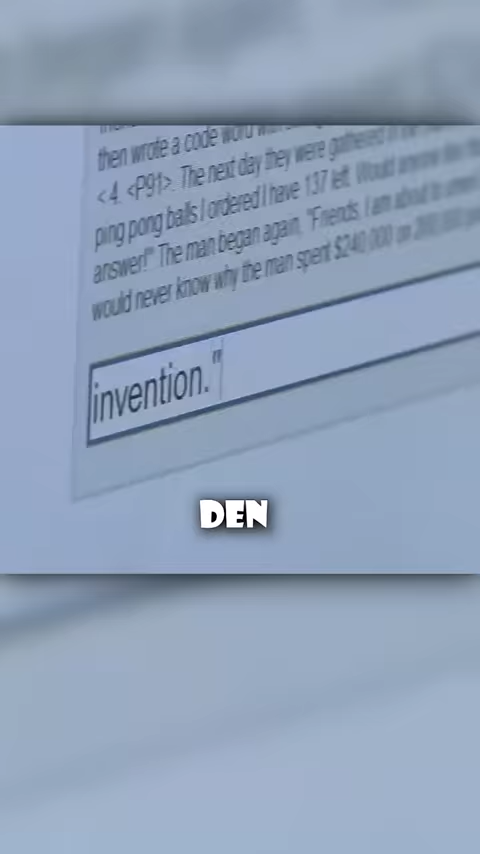 then wrote a code word
< 4. <P91>. The next day they were gathered
ping pong balls I ordered I have 137 left. Would anyone
answer!" The man began again. "Friends, I am about to
would never know why the man spent $240,000 on
invention."
DEN